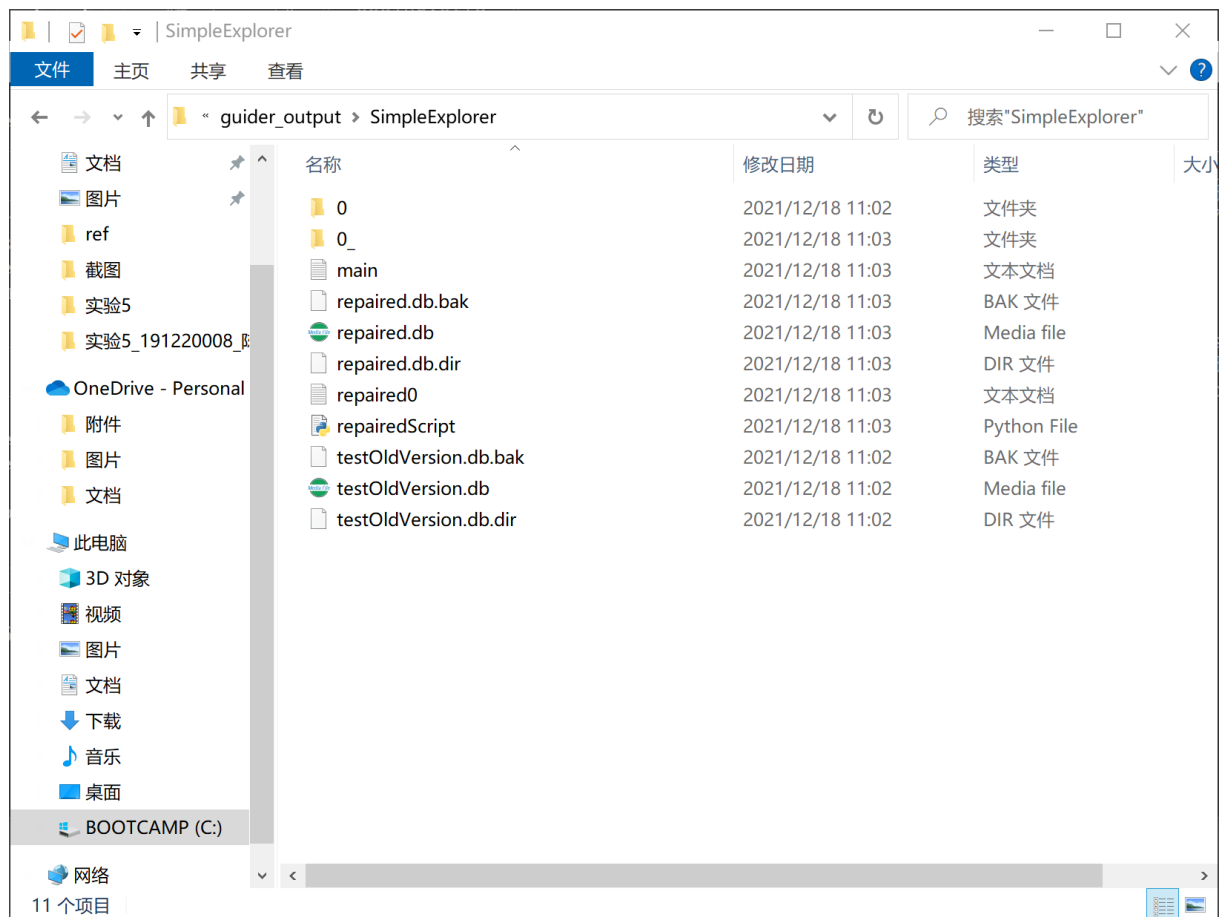 SimpleExplorer
文件 主页 共享 查看
« guider_output SimpleExplorer 搜索"SimpleExplorer"
文档
图片
ref
截图
实验5
实验5_191220008_
OneDrive - Personal
附件
图片
文档
此电脑
3D 对象
视频
图片
文档
下载
音乐
桌面
BOOTCAMP (C:)
网络
名称 修改日期 类型 大小
0 2021/12/18 11:02 文件夹
0_ 2021/12/18 11:03 文件夹
main 2021/12/18 11:03 文本文档
repaired.db.bak 2021/12/18 11:03 BAK 文件
repaired.db 2021/12/18 11:03 Media file
repaired.db.dir 2021/12/18 11:03 DIR 文件
repaired0 2021/12/18 11:03 文本文档
repairedScript 2021/12/18 11:03 Python File
testOldVersion.db.bak 2021/12/18 11:02 BAK 文件
testOldVersion.db 2021/12/18 11:02 Media file
testOldVersion.db.dir 2021/12/18 11:02 DIR 文件
11 个项目